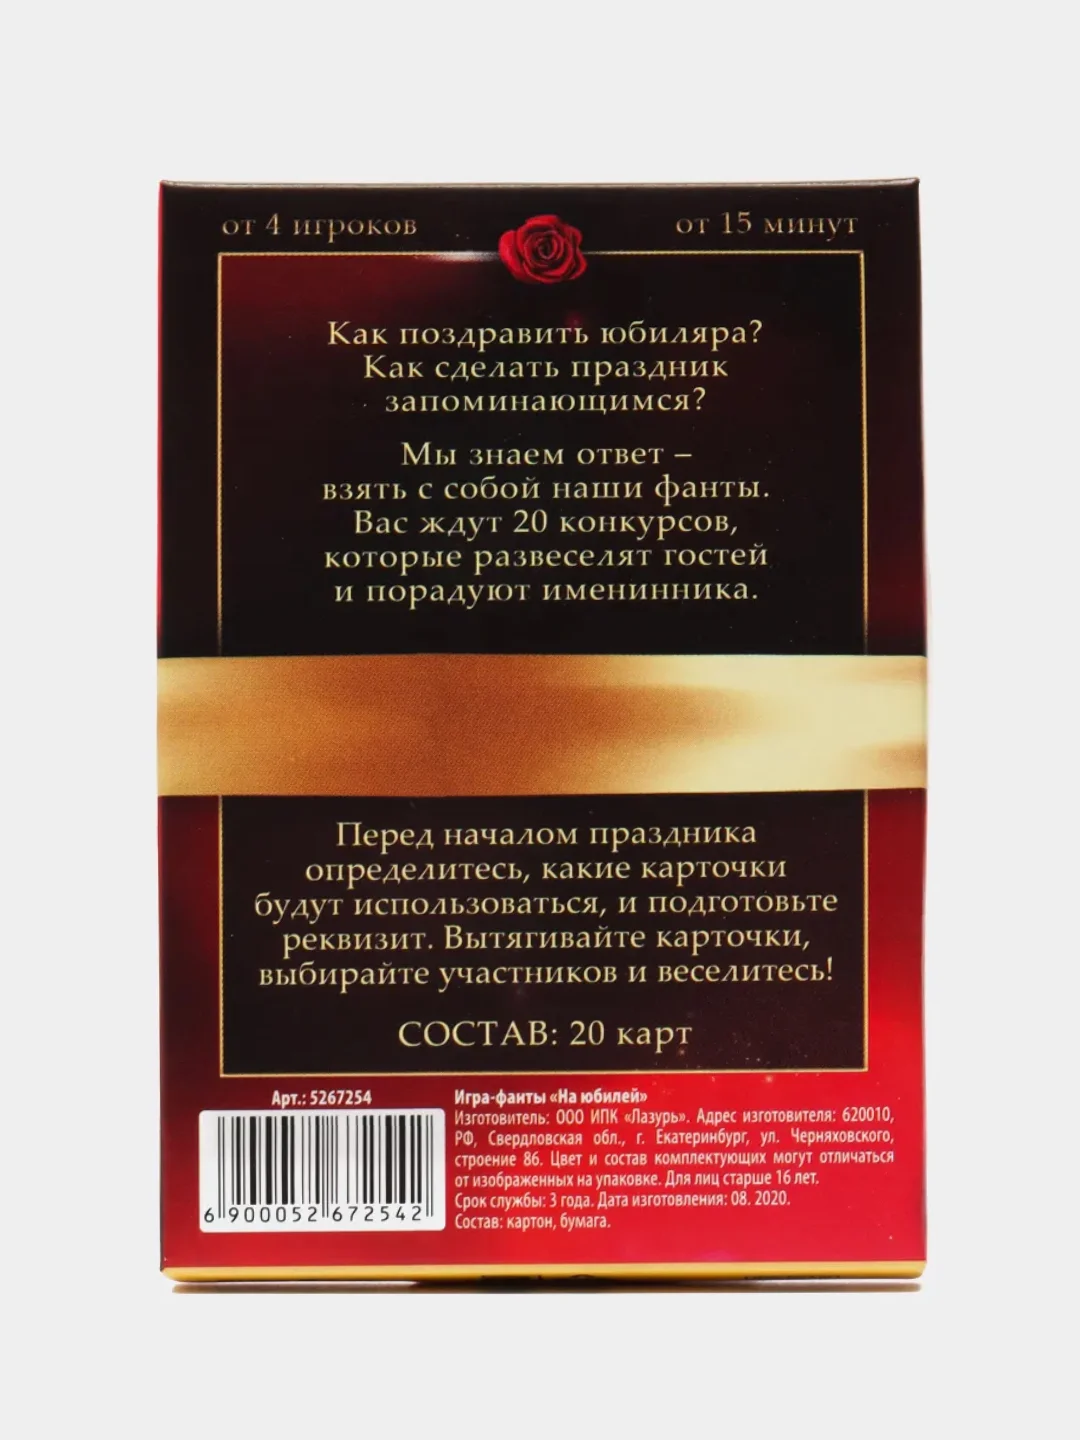 от 4 игроков
от 15 минут
Как поздравить юбиляра?
Как сделать праздник
запоминающимся?
Мы знаем ответ –
взять с собой наши фанты.
Вас ждут 20 конкурсов,
которые развеселят гостей
и порадуют именинника.
Перед началом праздника
определитесь, какие карточки
будут использоваться, и подготовьте
реквизит. Вытягивайте карточки,
выбирайте участников и веселитесь!
СОСТАВ: 20 карт
Арт.: 5267254
6 900052 672542
Игра-фанты «На юбилей»
Изготовитель: ООО ИПК «Лазурь». Адрес изготовителя: 620010,
РФ, Свердловская обл., г. Екатеринбург, ул. Черняховского,
строение 86. Цвет и состав комплектующих могут отличаться
от изображенных на упаковке. Для лиц старше 16 лет.
Срок службы: 3 года. Дата изготовления: 08. 2020.
Состав: картон, бумага.